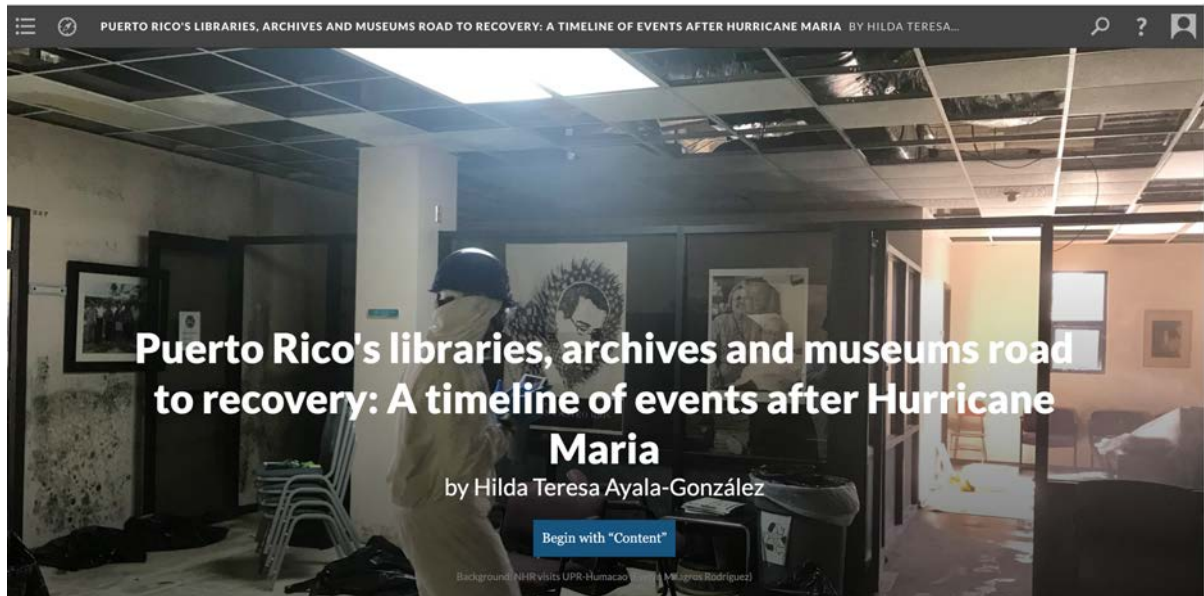 PUERTO RICO'S LIBRARIES, ARCHIVES AND MUSEUMS ROAD TO RECOVERY: A TIMELINE OF EVENTS AFTER HURRICANE MARIA BY HILDA TERESA...
Puerto Rico's libraries, archives and museums road
to recovery: A timeline of events after Hurricane
Maria
by Hilda Teresa Ayala-González
Begin with “Content”
Background: NHR visits UPR-Humacao Milagros Rodríguez)